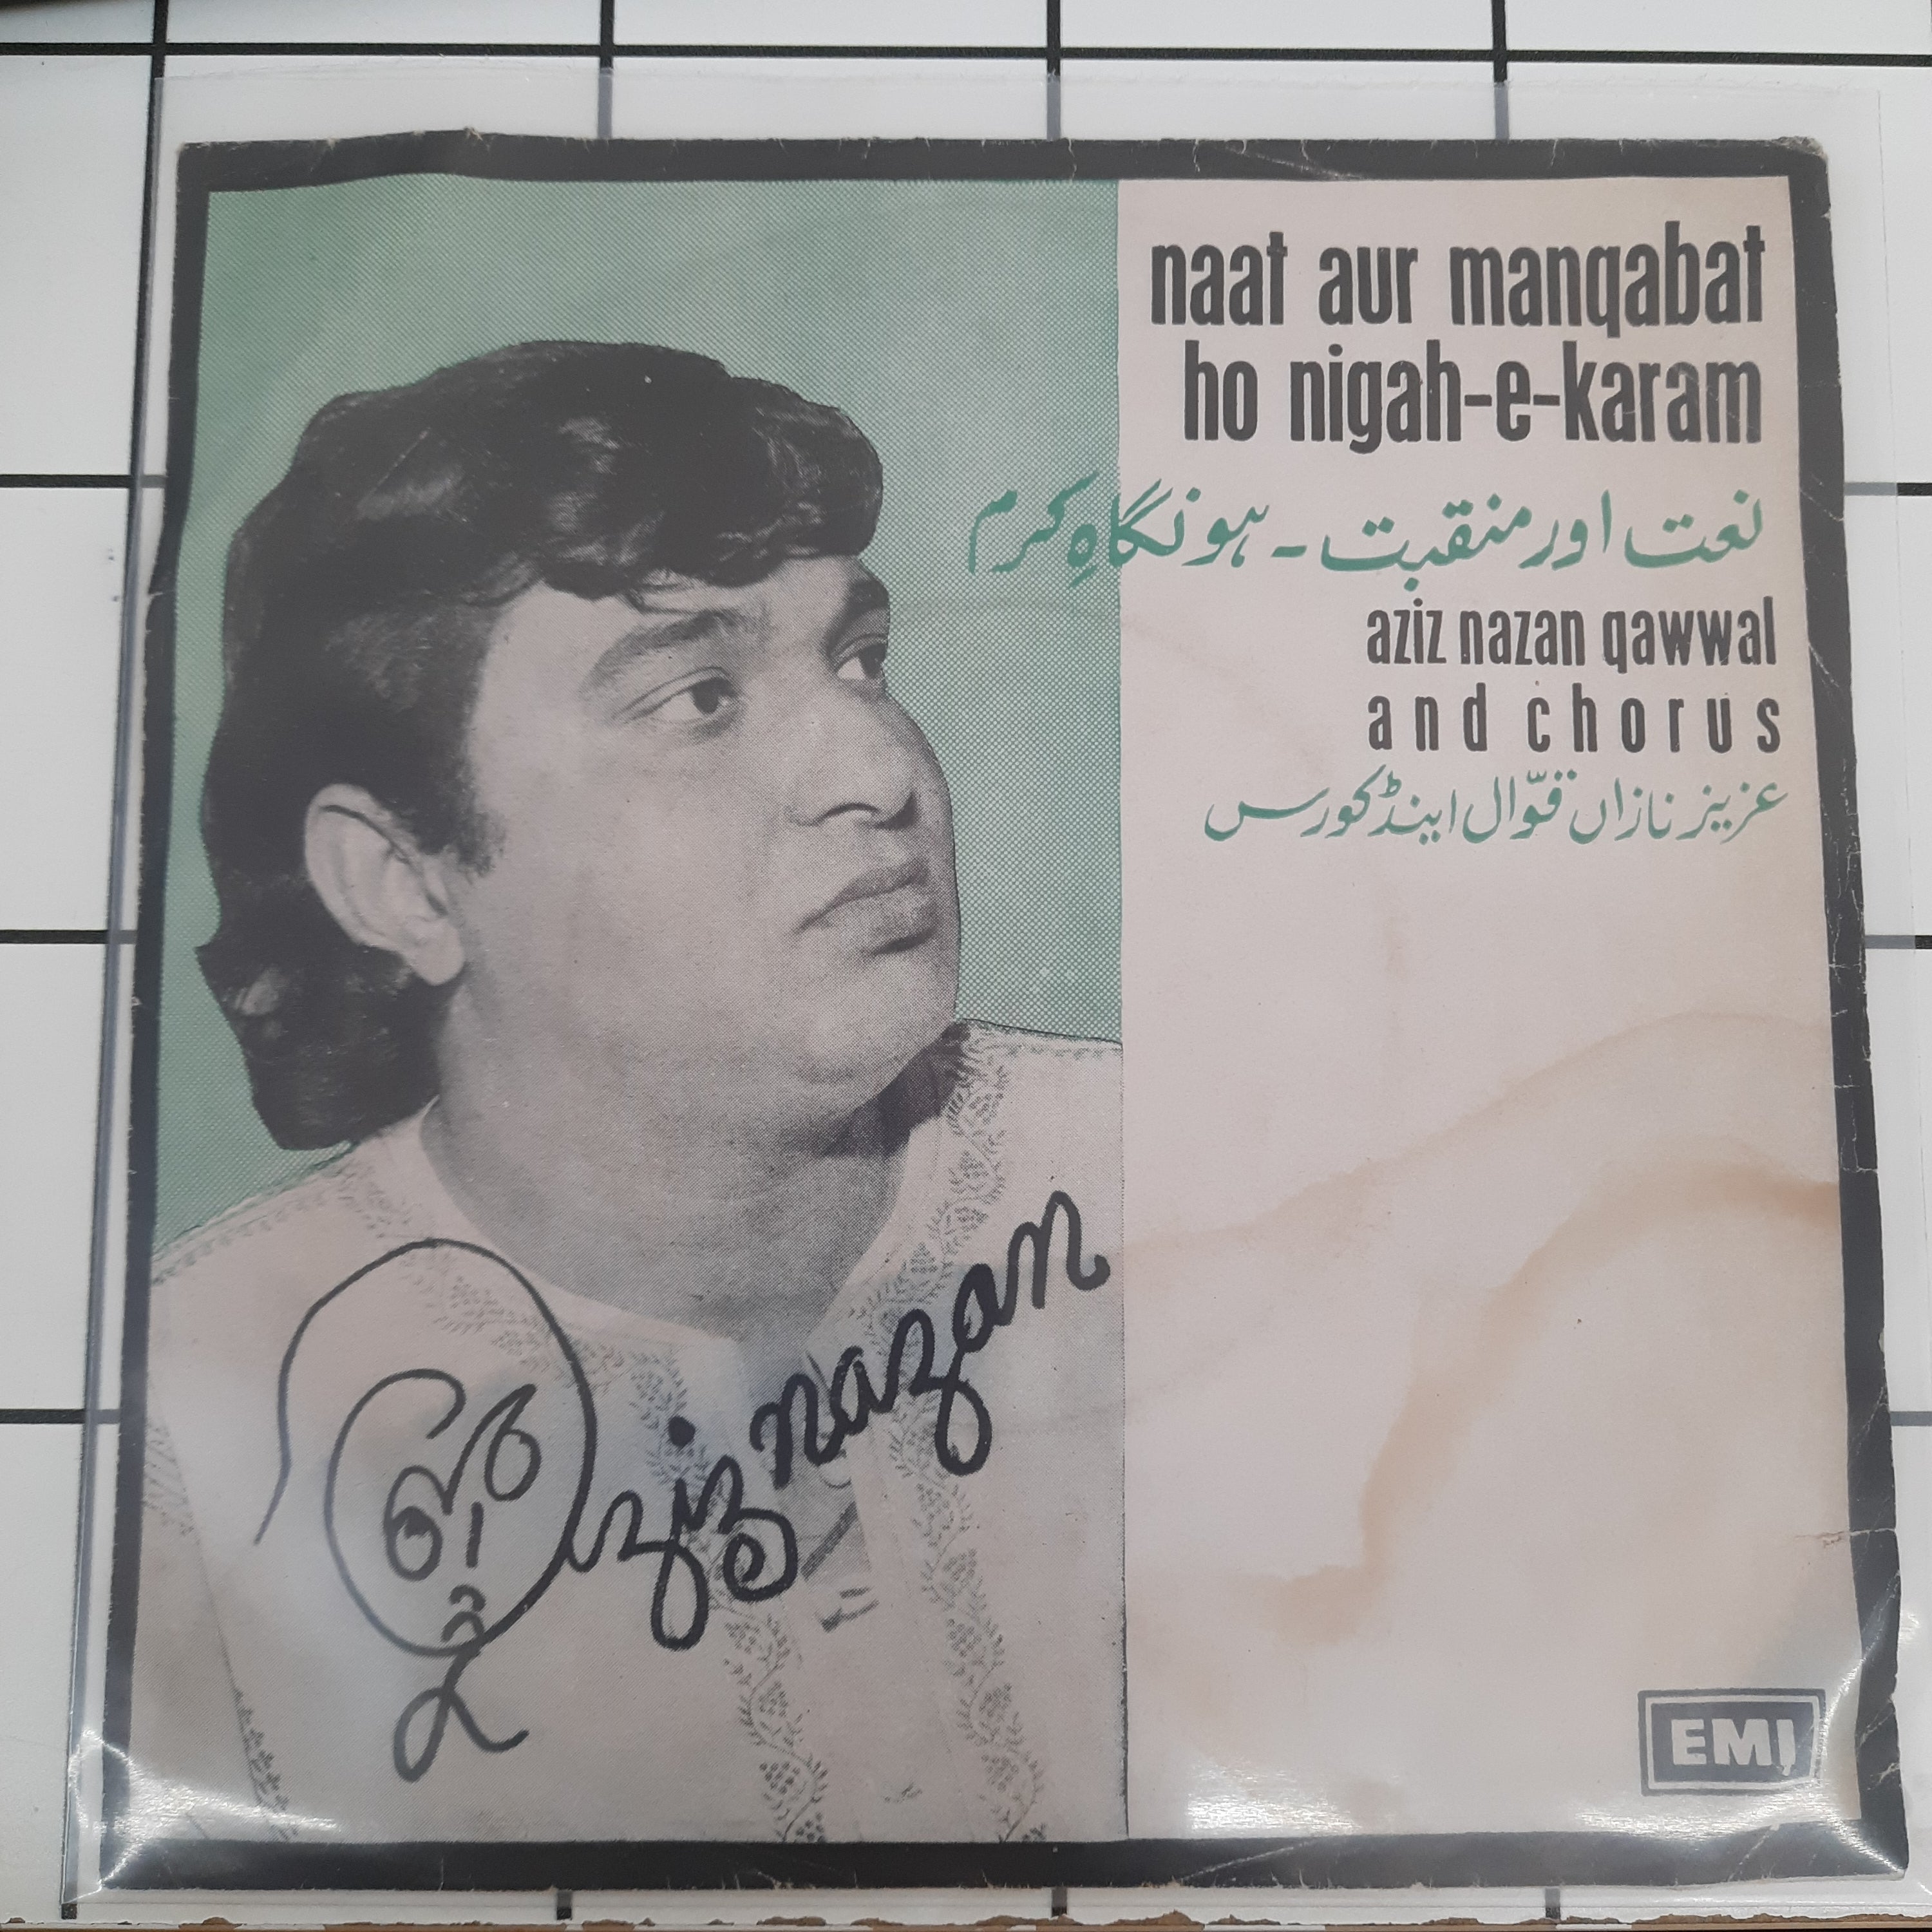 naat aur manqabat
ho nigah-e-karam
نعت اور منقبت - ہو نگاہِ کرم
aziz nazan qawwal
and chorus
عزیز نازاں قوّال اینڈ کورس
Aziz nazan
EMI